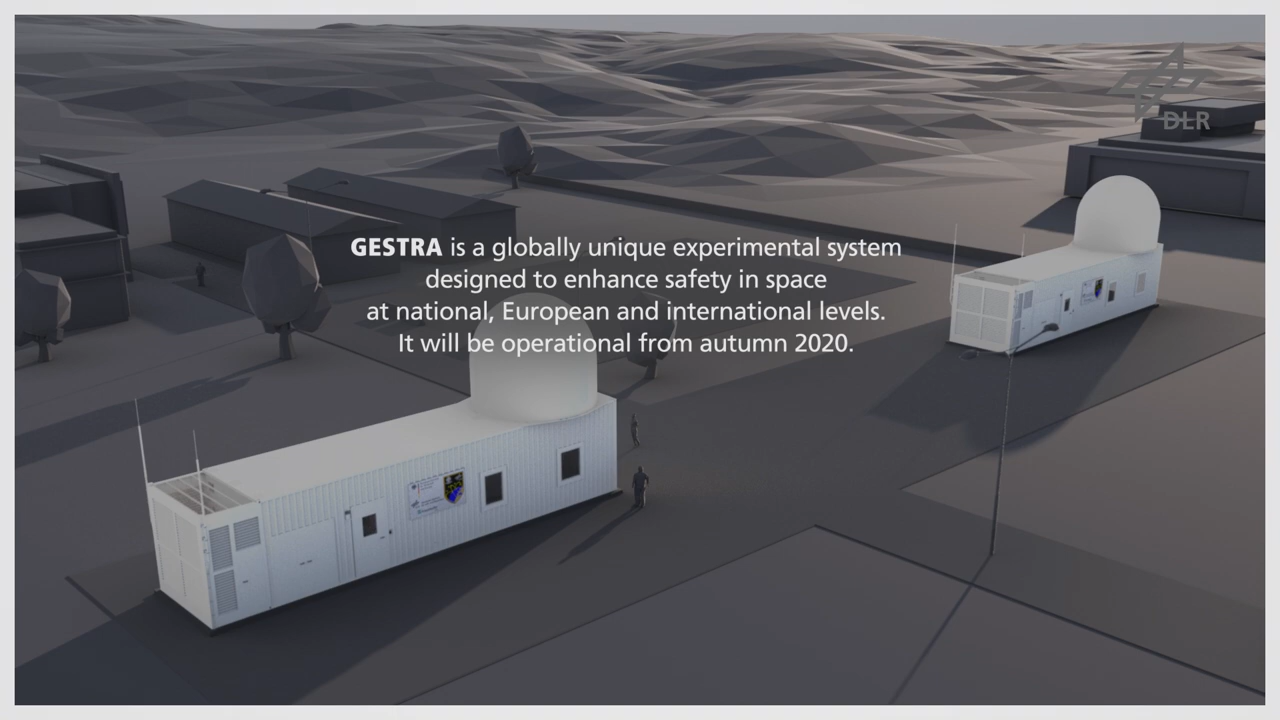 DLR
GESTRA is a globally unique experimental system
designed to enhance safety in space
at national, European and international levels.
It will be operational from autumn 2020.